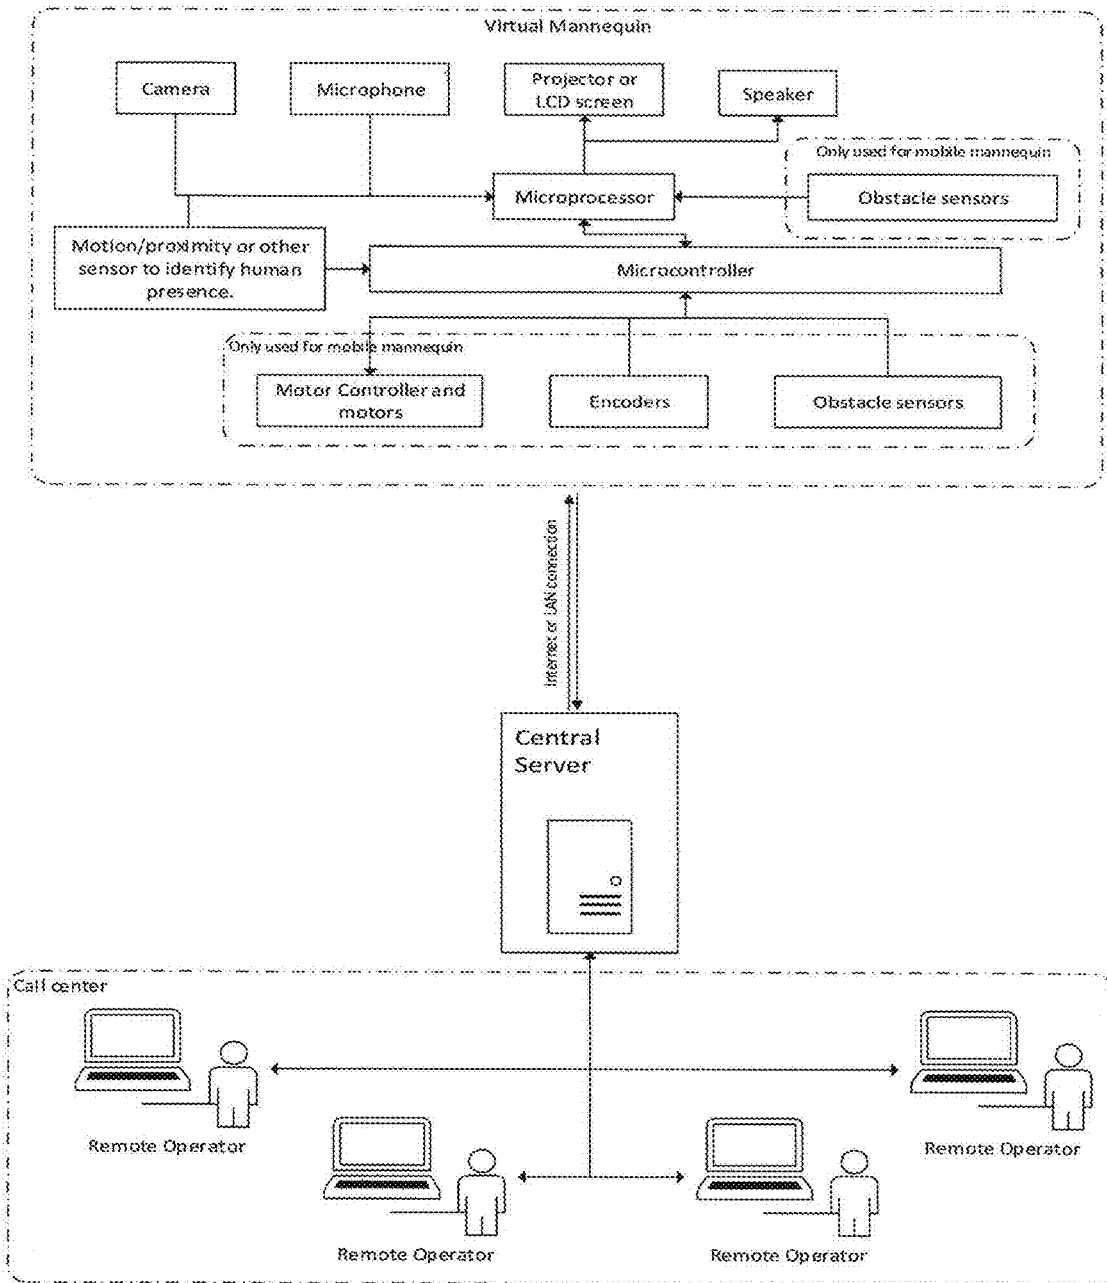 Virtual Mannequin
Camera
Microphone
Projector or
LCD screen
Speaker
Only used for mobile mannequin
Microprocessor
Obstacle sensors
Motion/proximity or other
sensor to identify human
presence.
Microcontroller
Only used for mobile mannequin
Motor Controller and
motors
Encoders
Obstacle sensors
Internet or LAN connection
Central
Server
Call center
Remote Operator
Remote Operator
Remote Operator
Remote Operator